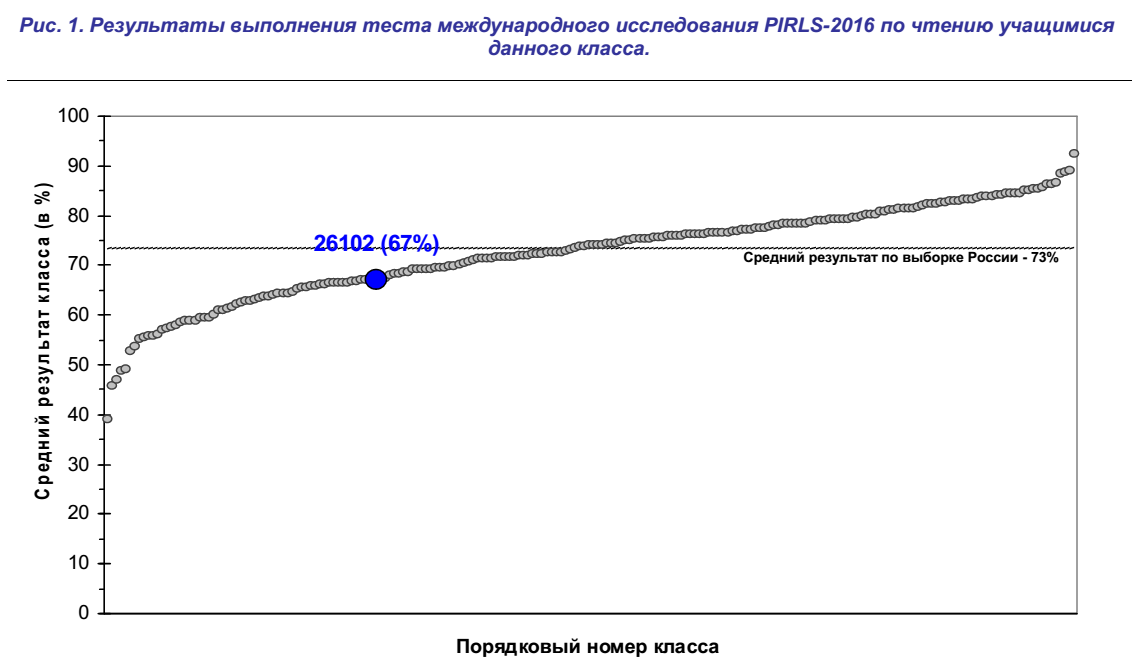 Рис. 1. Результаты выполнения теста международного исследования PIRLS-2016 по чтению учащимися
данного класса.
100
90
80
70
60
50
40
30
20
10
0
Средний результат класса (в %)
26102 (67%)
Средний результат по выборке России - 73%
Порядковый номер класса